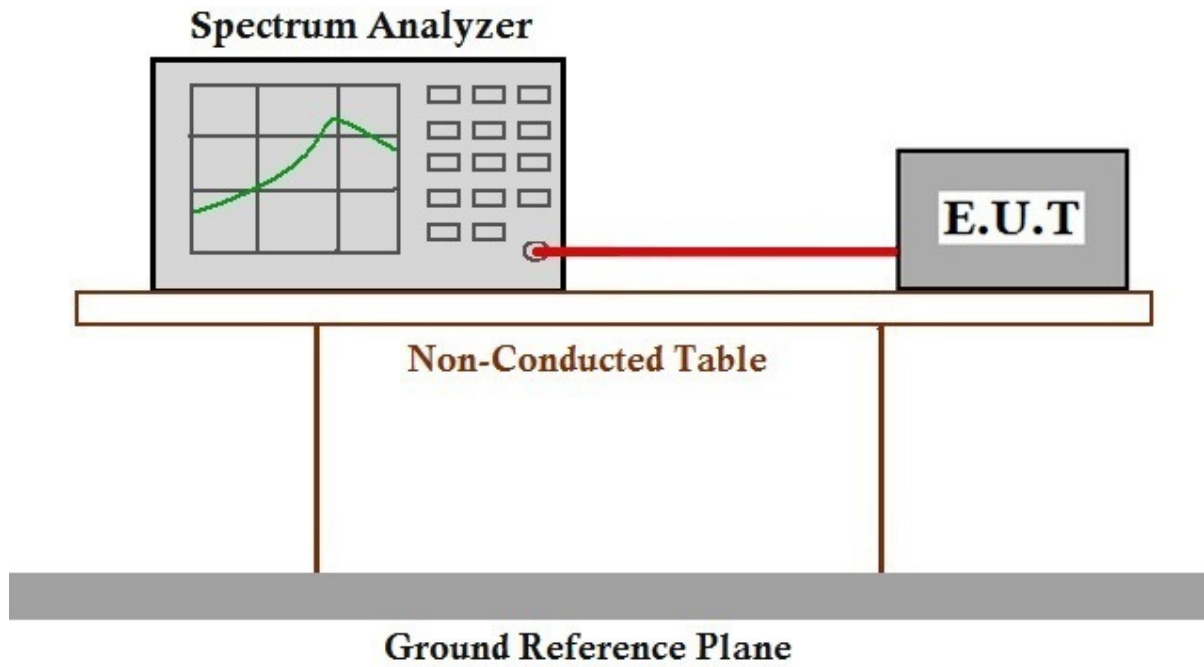 Spectrum Analyzer
E.U.T
Non-Conducted Table
Ground Reference Plane